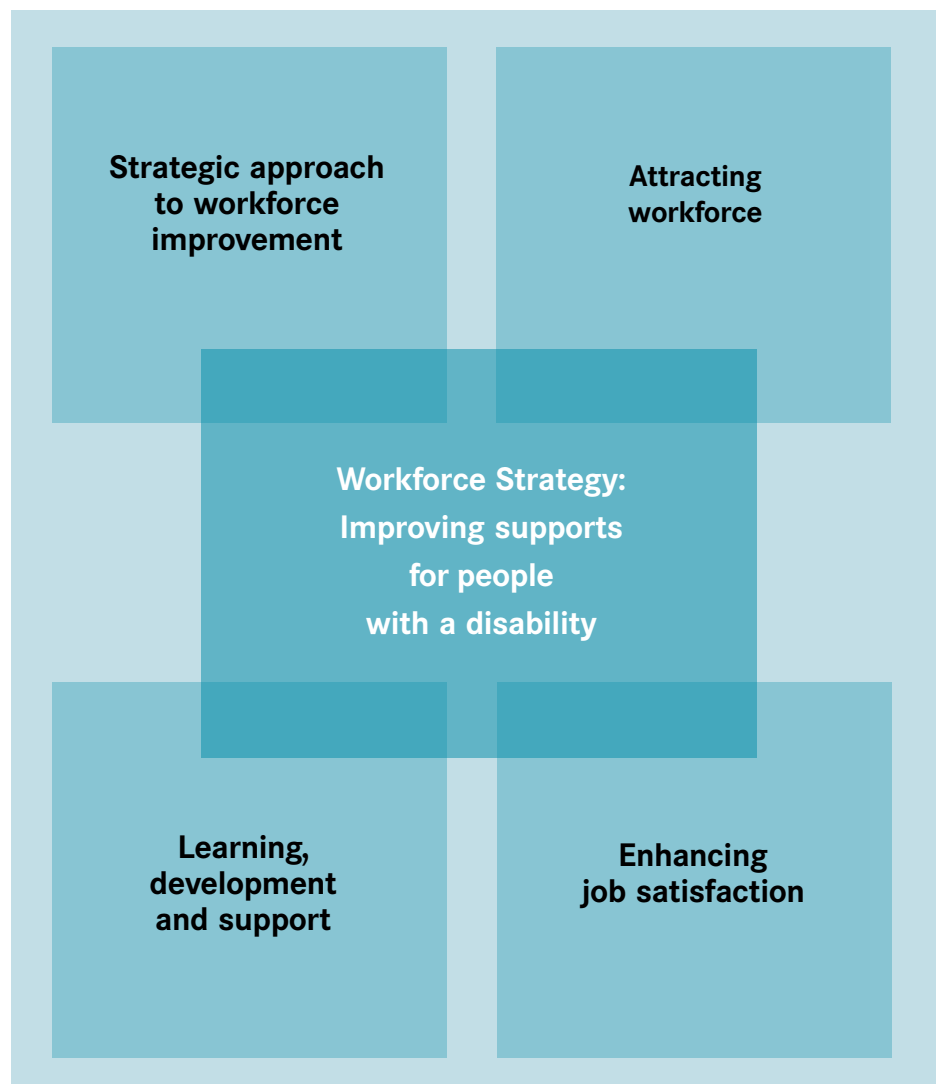 Strategic approach
to workforce
improvement
Attracting
workforce
Workforce Strategy:
Improving supports
for people
with a disability
Learning,
development
and support
Enhancing
job satisfaction